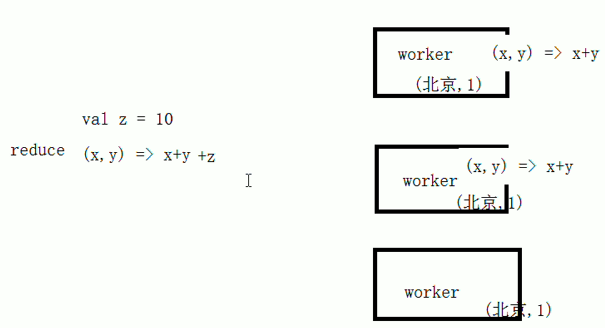 val z = 10
reduce (x,y) => x+y +z
worker (x,y) => x+y
(北京,1)
worker (x,y) => x+y
(北京,1)
worker
(北京,1)